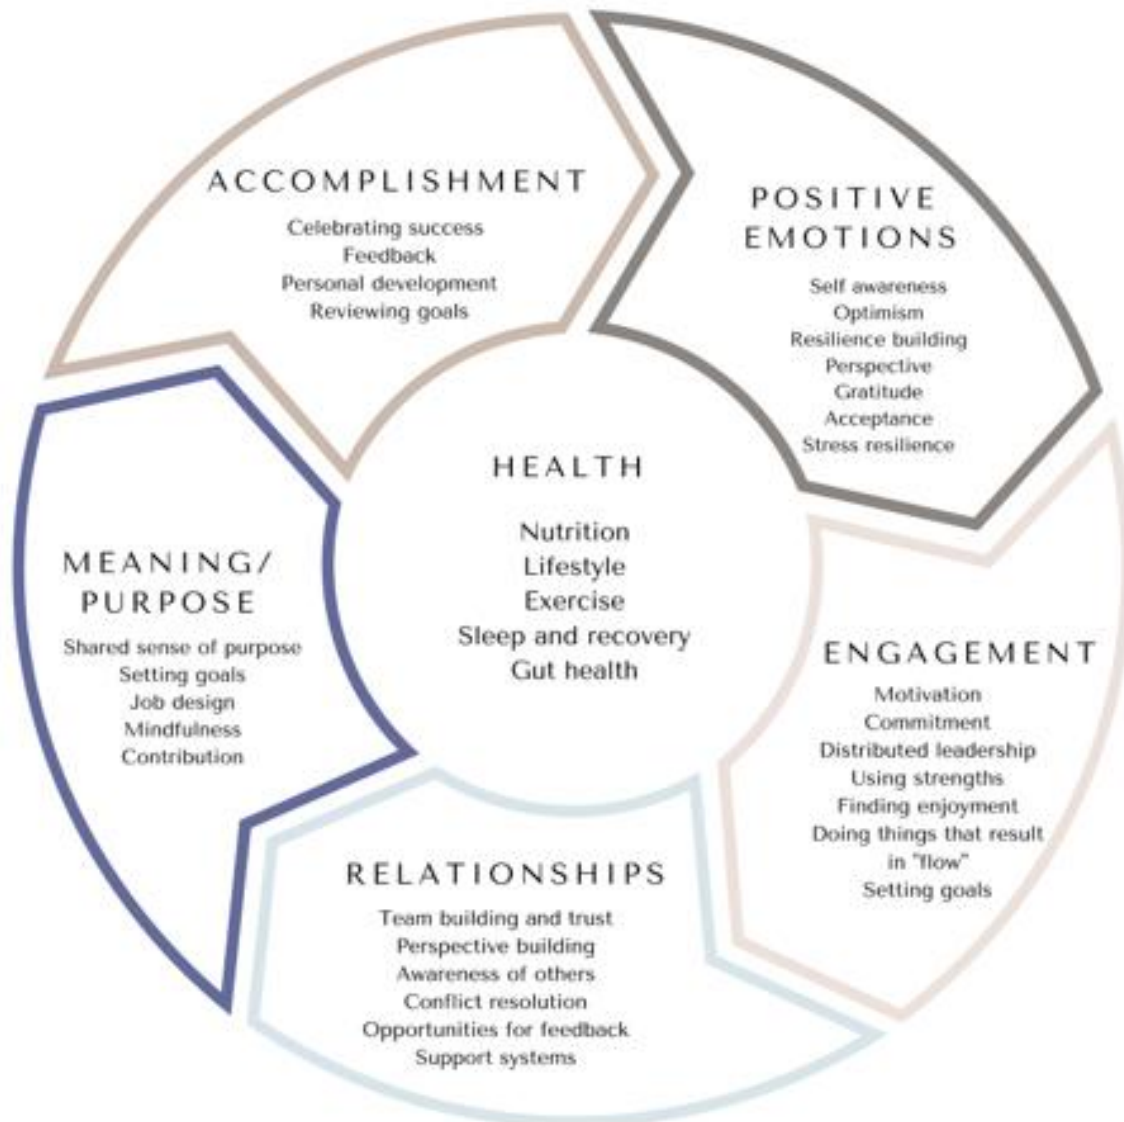 ACCOMPLISHMENT
Celebrating success
Feedback
Personal development
Reviewing goals
POSITIVE
EMOTIONS
Self awareness
Optimism
Resilience building
Perspective
Gratitude
Acceptance
Stress resilience
HEALTH
Nutrition
Lifestyle
Exercise
Sleep and recovery
Gut health
MEANING/
PURPOSE
Shared sense of purpose
Setting goals
Job design
Mindfulness
Contribution
ENGAGEMENT
Motivation
Commitment
Distributed leadership
Using strengths
Finding enjoyment
Doing things that result
in "flow"
Setting goals
RELATIONSHIPS
Team building and trust
Perspective building
Awareness of others
Conflict resolution
Opportunities for feedback
Support systems